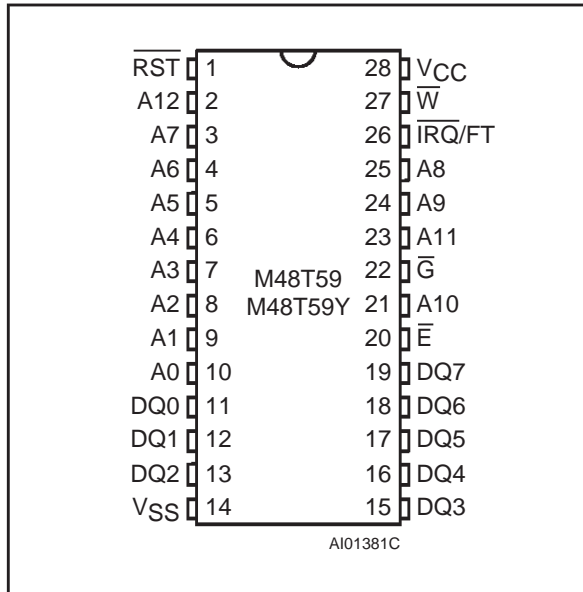 R̅S̅T̅ 1 28 VCC
A12 2 27 W̅
A7 3 26 I̅R̅Q̅/FT
A6 4 25 A8
A5 5 24 A9
A4 6 23 A11
A3 7 22 G̅
A2 8 21 A10
A1 9 20 E̅
A0 10 19 DQ7
DQ0 11 18 DQ6
DQ1 12 17 DQ5
DQ2 13 16 DQ4
VSS 14 15 DQ3
M48T59
M48T59Y
AI01381C